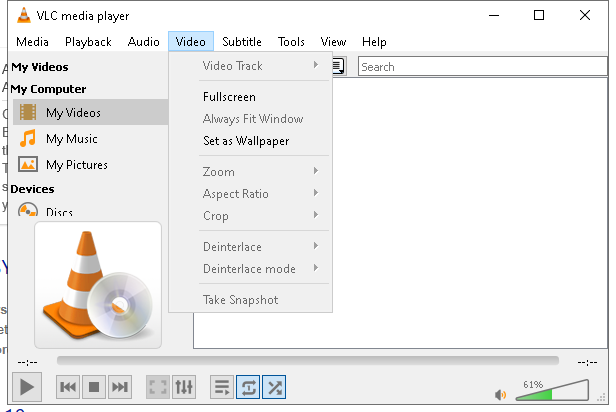 VLC media player
Media Playback Audio Video Subtitle Tools View Help
My Videos
My Computer
My Videos
My Music
My Pictures
Devices
Discs
Video Track
Fullscreen
Always Fit Window
Set as Wallpaper
Zoom
Aspect Ratio
Crop
Deinterlace
Deinterlace mode
Take Snapshot
Search
--:--
--:--
61%